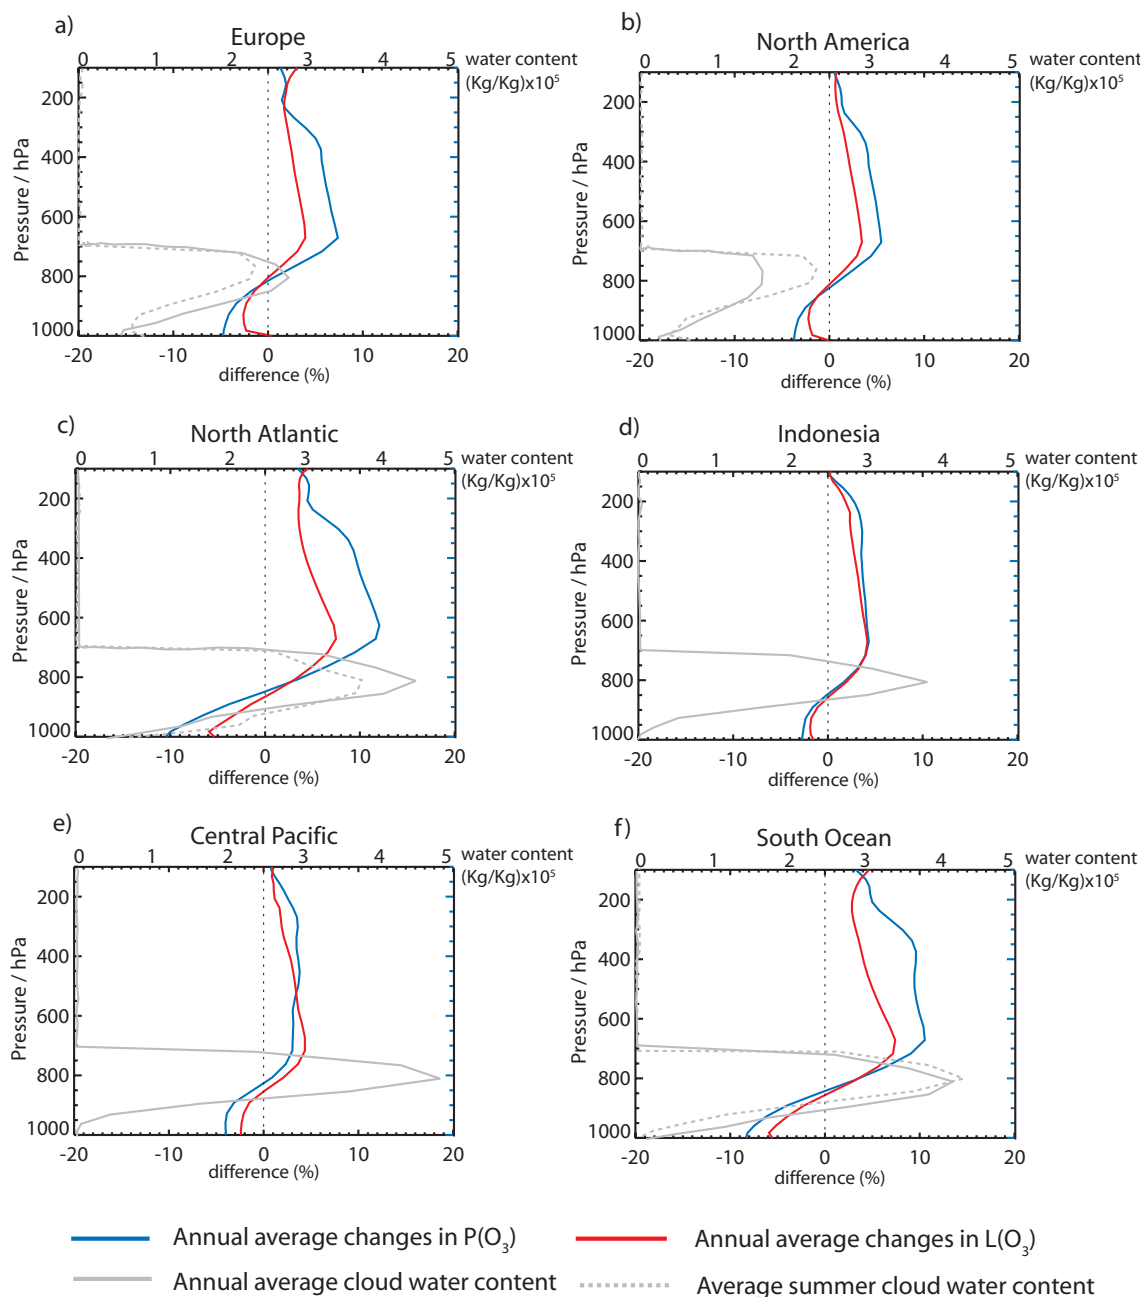 a)
Europe
0 1 2 3 4 5 water content
(Kg/Kg)x10⁵
200
400
600
800
1000
Pressure / hPa
-20 -10 0 10 20
difference (%)
b)
North America
0 1 2 3 4 5 water content
(Kg/Kg)x10⁵
200
400
600
800
1000
Pressure / hPa
-20 -10 0 10 20
difference (%)
c)
North Atlantic
0 1 2 3 4 5 water content
(Kg/Kg)x10⁵
200
400
600
800
1000
Pressure / hPa
-20 -10 0 10 20
difference (%)
d)
Indonesia
0 1 2 3 4 5 water content
(Kg/Kg)x10⁵
200
400
600
800
1000
Pressure / hPa
-20 -10 0 10 20
difference (%)
e)
Central Pacific
0 1 2 3 4 5 water content
(Kg/Kg)x10⁵
200
400
600
800
1000
Pressure / hPa
-20 -10 0 10 20
difference (%)
f)
South Ocean
0 1 2 3 4 5 water content
(Kg/Kg)x10⁵
200
400
600
800
1000
Pressure / hPa
-20 -10 0 10 20
difference (%)
Annual average changes in P(O₃)
Annual average changes in L(O₃)
Annual average cloud water content
Average summer cloud water content